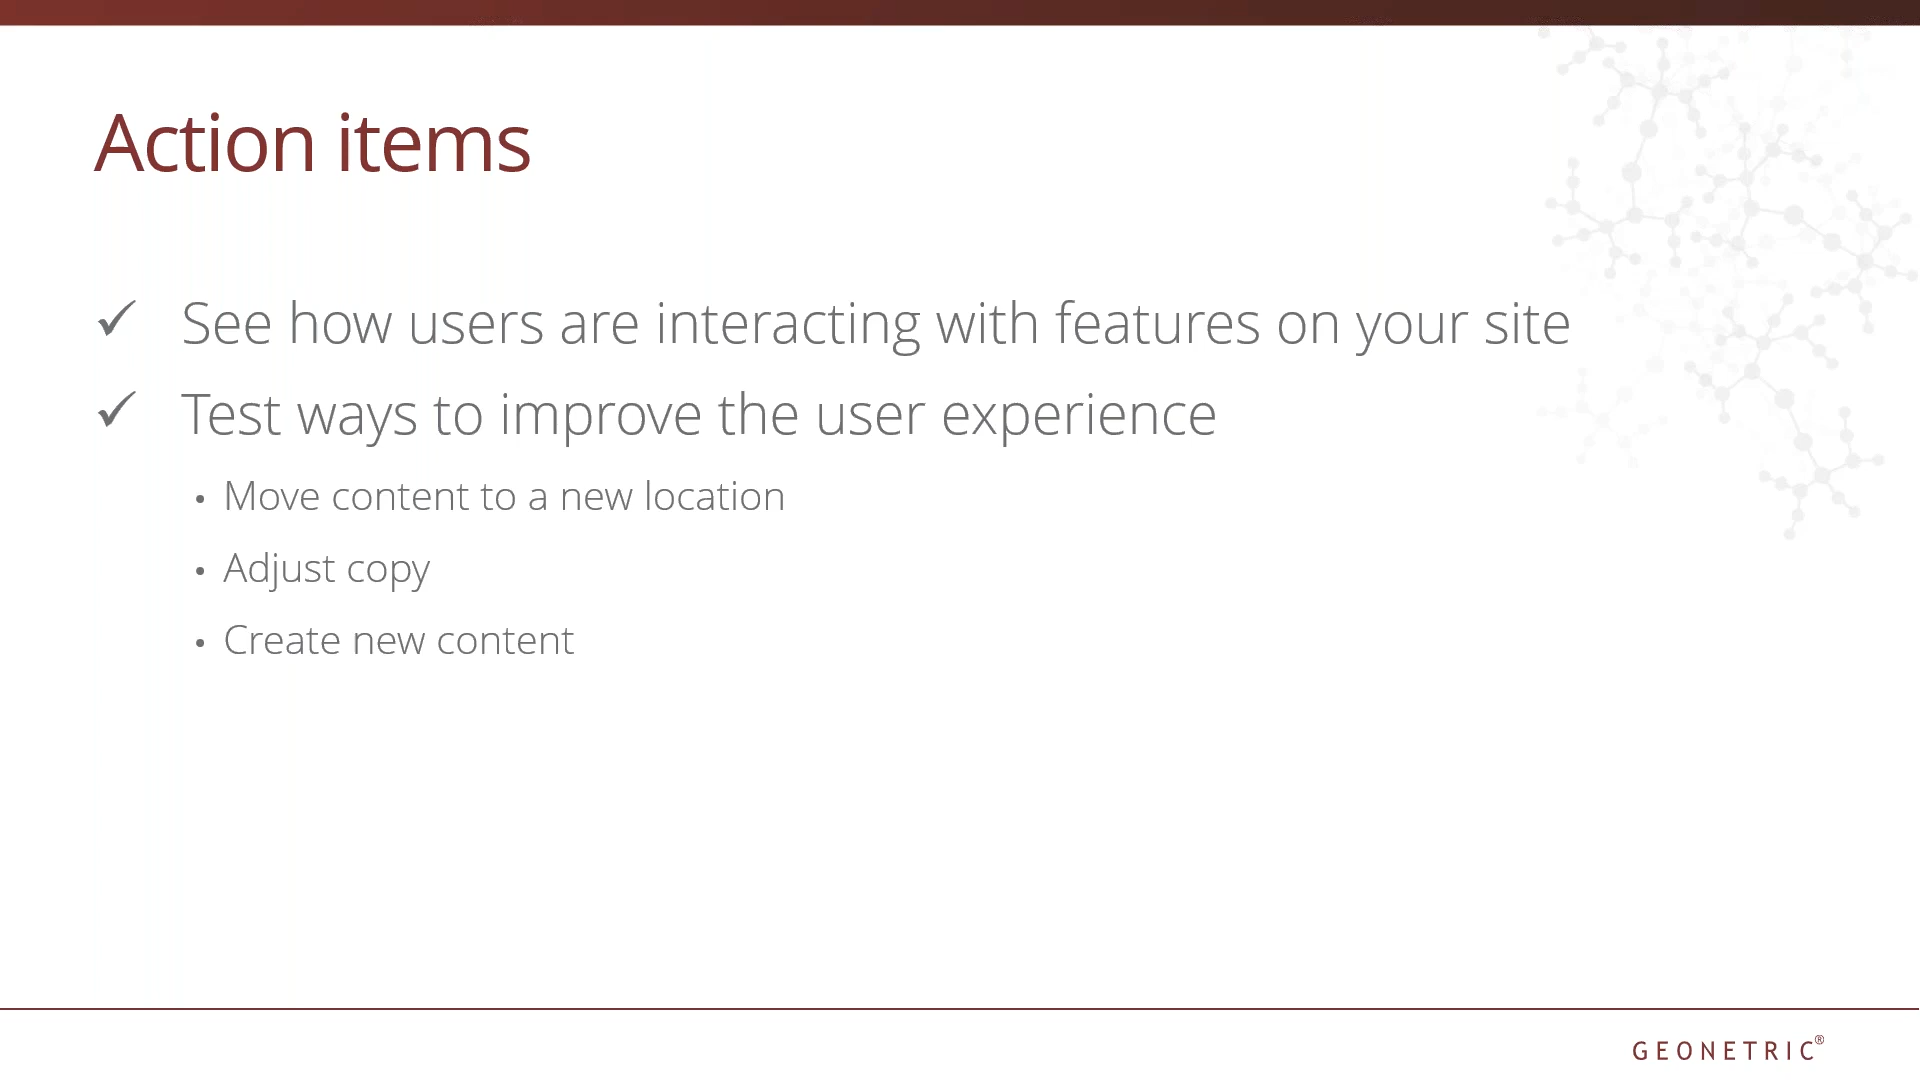 Action items
✓ See how users are interacting with features on your site
✓ Test ways to improve the user experience
• Move content to a new location
• Adjust copy
• Create new content
GEONETRIC®